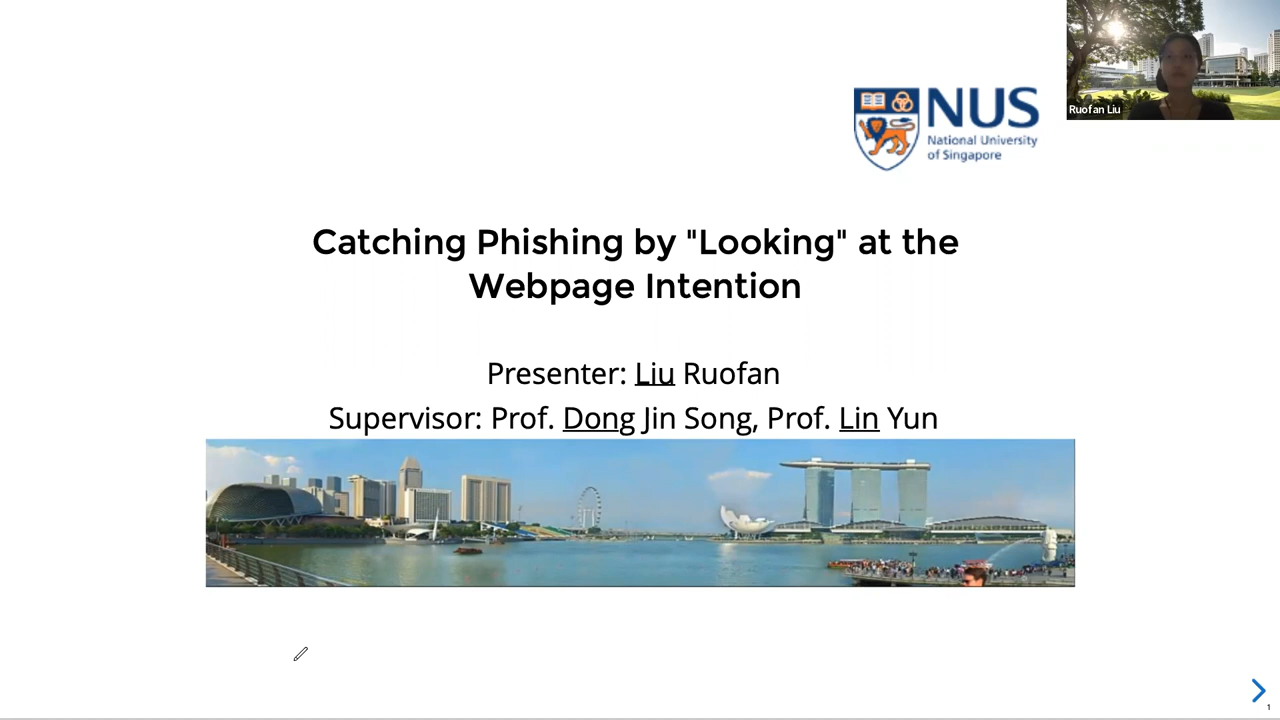 Ruofan Liu
NUS
National University
of Singapore
Catching Phishing by "Looking" at the
Webpage Intention
Presenter: Liu Ruofan
Supervisor: Prof. Dong Jin Song, Prof. Lin Yun
1